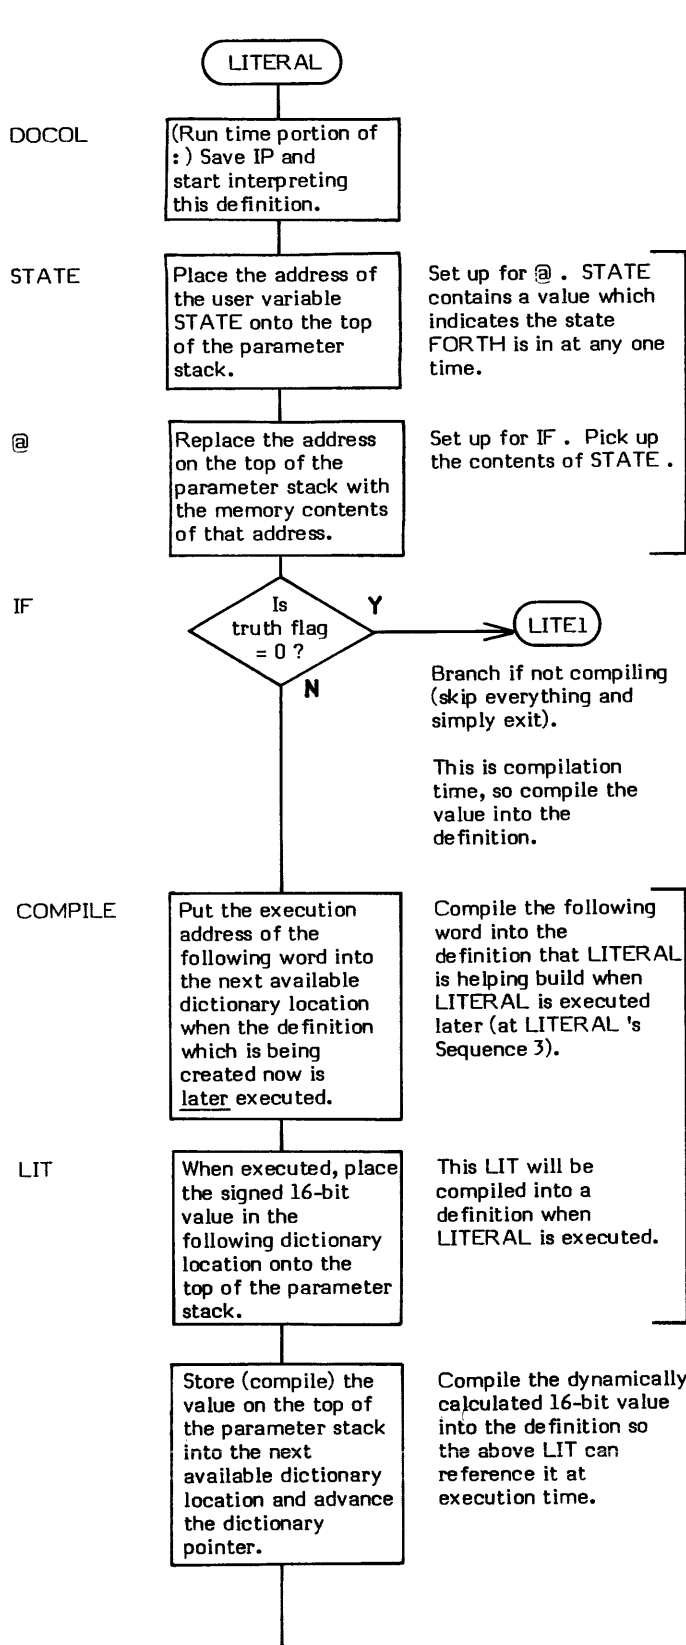 LITERAL
DOCOL
(Run time portion of
:) Save IP and
start interpreting
this definition.
STATE
Place the address of
the user variable
STATE onto the top
of the parameter
stack.
Set up for @ . STATE
contains a value which
indicates the state
FORTH is in at any one
time.
@
Replace the address
on the top of the
parameter stack with
the memory contents
of that address.
Set up for IF . Pick up
the contents of STATE .
IF
Is
truth flag
= 0 ?
Y
N
LITE1
Branch if not compiling
(skip everything and
simply exit).
This is compilation
time, so compile the
value into the
definition.
COMPILE
Put the execution
address of the
following word into
the next available
dictionary location
when the definition
which is being
created now is
later executed.
Compile the following
word into the
definition that LITERAL
is helping build when
LITERAL is executed
later (at LITERAL 's
Sequence 3).
LIT
When executed, place
the signed 16-bit
value in the
following dictionary
location onto the
top of the parameter
stack.
This LIT will be
compiled into a
definition when
LITERAL is executed.
Store (compile) the
value on the top of
the parameter stack
into the next
available dictionary
location and advance
the dictionary
pointer.
Compile the dynamically
calculated 16-bit value
into the definition so
the above LIT can
reference it at
execution time.